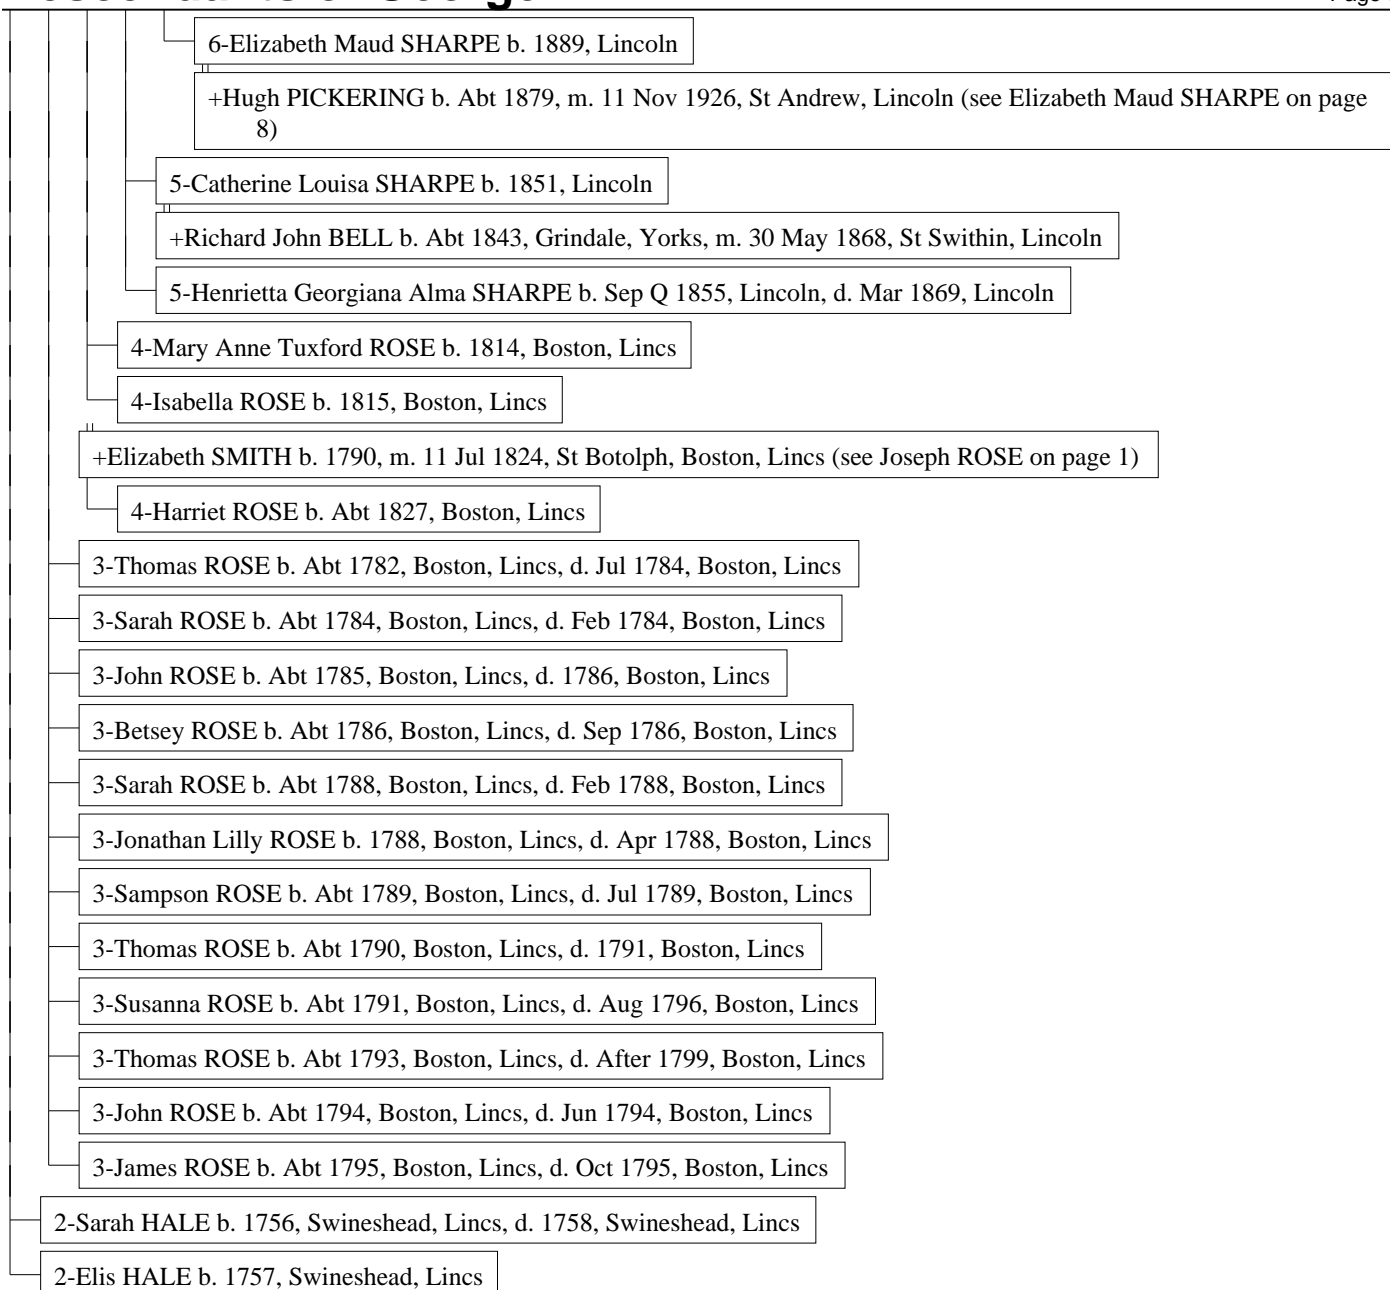 6-Elizabeth Maud SHARPE b. 1889, Lincoln
+Hugh PICKERING b. Abt 1879, m. 11 Nov 1926, St Andrew, Lincoln (see Elizabeth Maud SHARPE on page
8)
5-Catherine Louisa SHARPE b. 1851, Lincoln
+Richard John BELL b. Abt 1843, Grindale, Yorks, m. 30 May 1868, St Swithin, Lincoln
5-Henrietta Georgiana Alma SHARPE b. Sep Q 1855, Lincoln, d. Mar 1869, Lincoln
4-Mary Anne Tuxford ROSE b. 1814, Boston, Lincs
4-Isabella ROSE b. 1815, Boston, Lincs
+Elizabeth SMITH b. 1790, m. 11 Jul 1824, St Botolph, Boston, Lincs (see Joseph ROSE on page 1)
4-Harriet ROSE b. Abt 1827, Boston, Lincs
3-Thomas ROSE b. Abt 1782, Boston, Lincs, d. Jul 1784, Boston, Lincs
3-Sarah ROSE b. Abt 1784, Boston, Lincs, d. Feb 1784, Boston, Lincs
3-John ROSE b. Abt 1785, Boston, Lincs, d. 1786, Boston, Lincs
3-Betsey ROSE b. Abt 1786, Boston, Lincs, d. Sep 1786, Boston, Lincs
3-Sarah ROSE b. Abt 1788, Boston, Lincs, d. Feb 1788, Boston, Lincs
3-Jonathan Lilly ROSE b. 1788, Boston, Lincs, d. Apr 1788, Boston, Lincs
3-Sampson ROSE b. Abt 1789, Boston, Lincs, d. Jul 1789, Boston, Lincs
3-Thomas ROSE b. Abt 1790, Boston, Lincs, d. 1791, Boston, Lincs
3-Susanna ROSE b. Abt 1791, Boston, Lincs, d. Aug 1796, Boston, Lincs
3-Thomas ROSE b. Abt 1793, Boston, Lincs, d. After 1799, Boston, Lincs
3-John ROSE b. Abt 1794, Boston, Lincs, d. Jun 1794, Boston, Lincs
3-James ROSE b. Abt 1795, Boston, Lincs, d. Oct 1795, Boston, Lincs
2-Sarah HALE b. 1756, Swineshead, Lincs, d. 1758, Swineshead, Lincs
2-Elis HALE b. 1757, Swineshead, Lincs